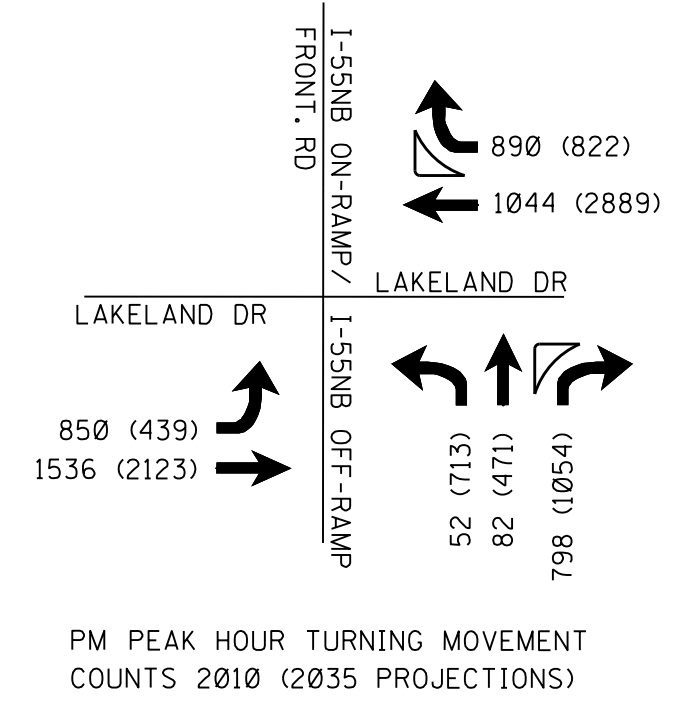 I-55NB ON-RAMP/
FRONT. RD
890 (822)
1044 (2889)
LAKELAND DR
LAKELAND DR
I-55NB OFF-RAMP
850 (439)
1536 (2123)
52 (713)
82 (471)
798 (1054)
PM PEAK HOUR TURNING MOVEMENT
COUNTS 2010 (2035 PROJECTIONS)